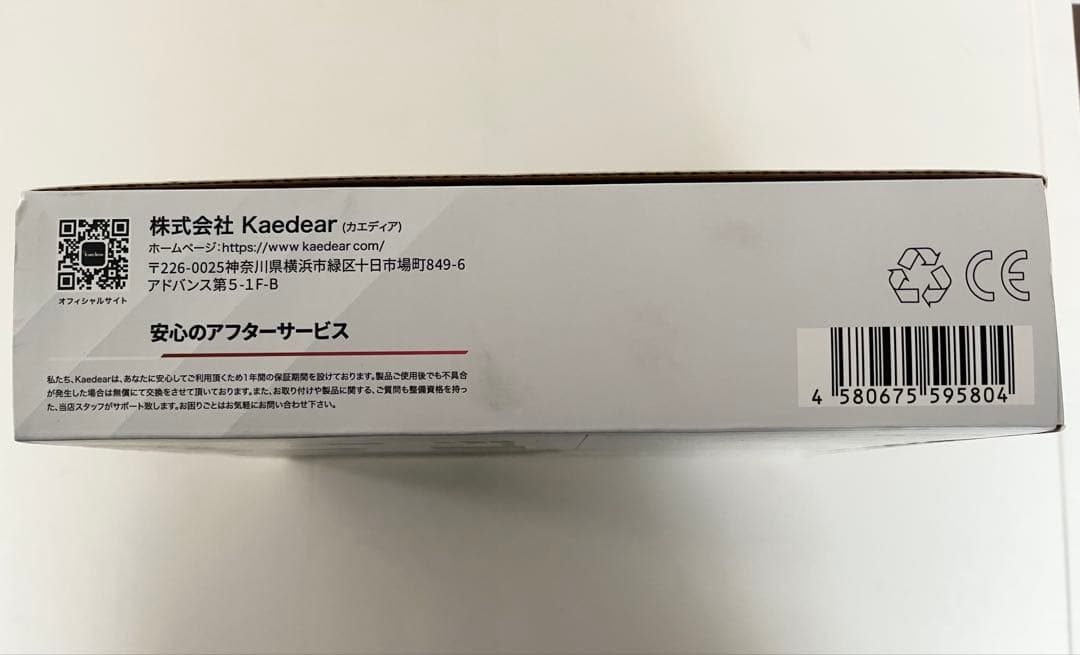 株式会社 Kaedear (カエディア)
ホームページ:https://www.kaedear.com/
〒226-0025神奈川県横浜市緑区十日市場町849-6
アドバンス第5-1F-B
kaedear
オフィシャルサイト
安心のアフターサービス
私たち、Kaedearは、あなたに安心してご利用頂くため1年間の保証期間を設けております。製品ご使用後でも不具合
が発生した場合は無償にて交換をさせて頂いております。また、お取り付けや製品に関する、ご質問も整備資格を持っ
た、当店スタッフがサポート致します。お困りごとはお気軽にお問い合わせ下さい。
CE
4 580675 595804